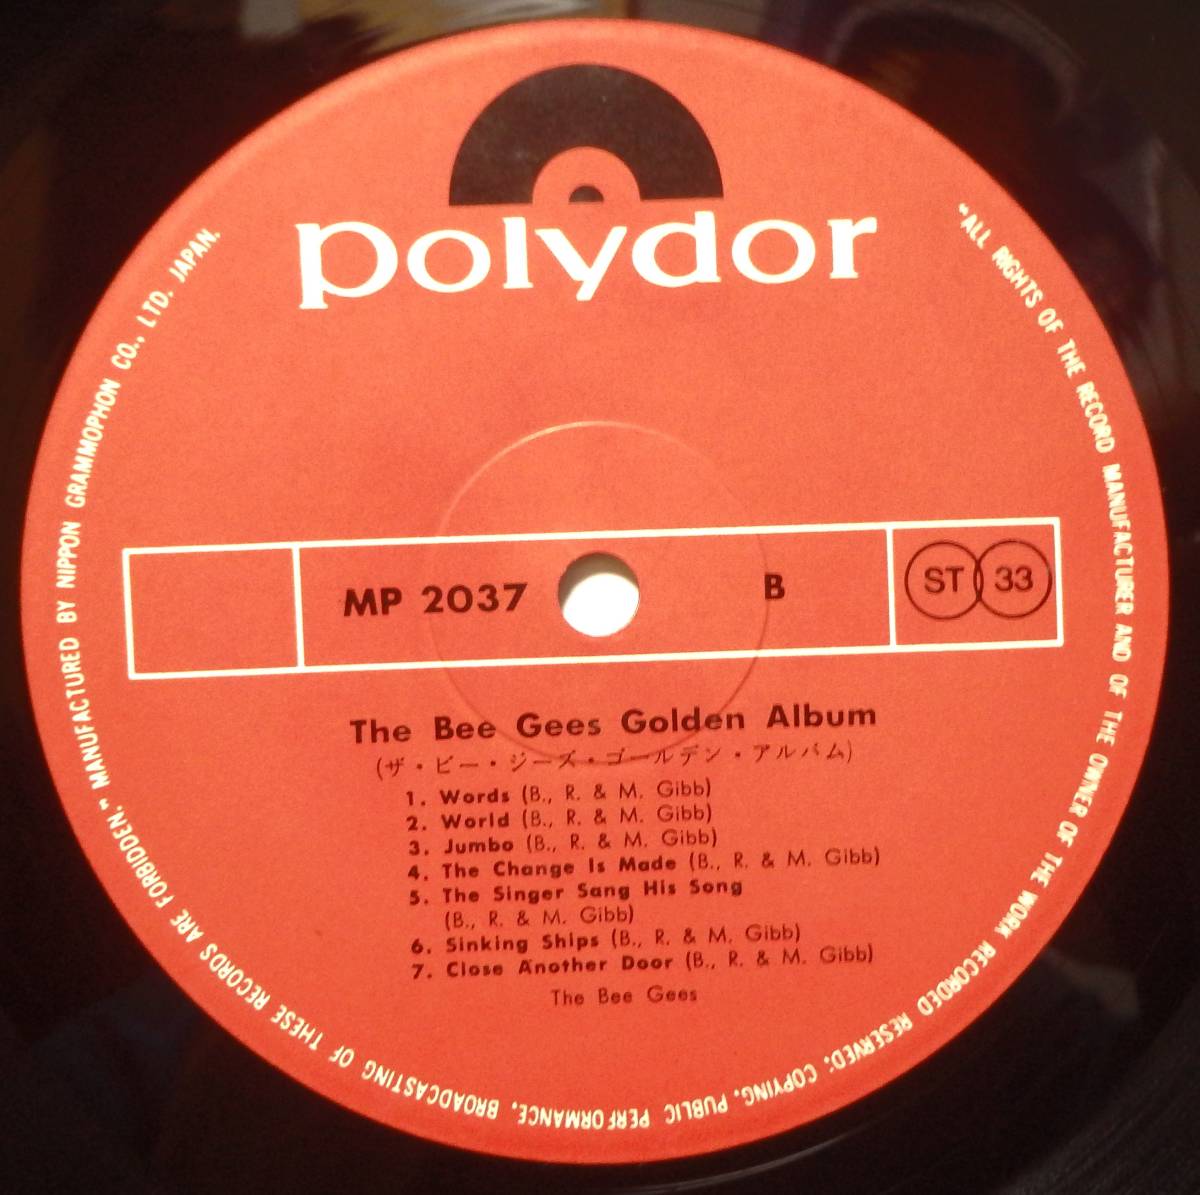 polydor
MP 2037
B
ST 33
The Bee Gees Golden Album
(ザ・ビー・ジーズ・ゴールデン・アルバム)
1. Words (B., R. & M. Gibb)
2. World (B., R. & M. Gibb)
3. Jumbo (B., R. & M. Gibb)
4. The Change Is Made (B., R. & M. Gibb)
5. The Singer Sang His Song
(B., R. & M. Gibb)
6. Sinking Ships (B., R. & M. Gibb)
7. Close Another Door (B., R. & M. Gibb)
The Bee Gees
"ALL RIGHTS OF THE RECORD MANUFACTURER AND OF THE OWNER OF THE WORK RECORDED RESERVED: COPYING, PUBLIC PERFORMANCE, BROADCASTING OF THESE RECORDS ARE FORBIDDEN." MANUFACTURED BY NIPPON GRAMMOPHON CO., LTD. JAPAN.